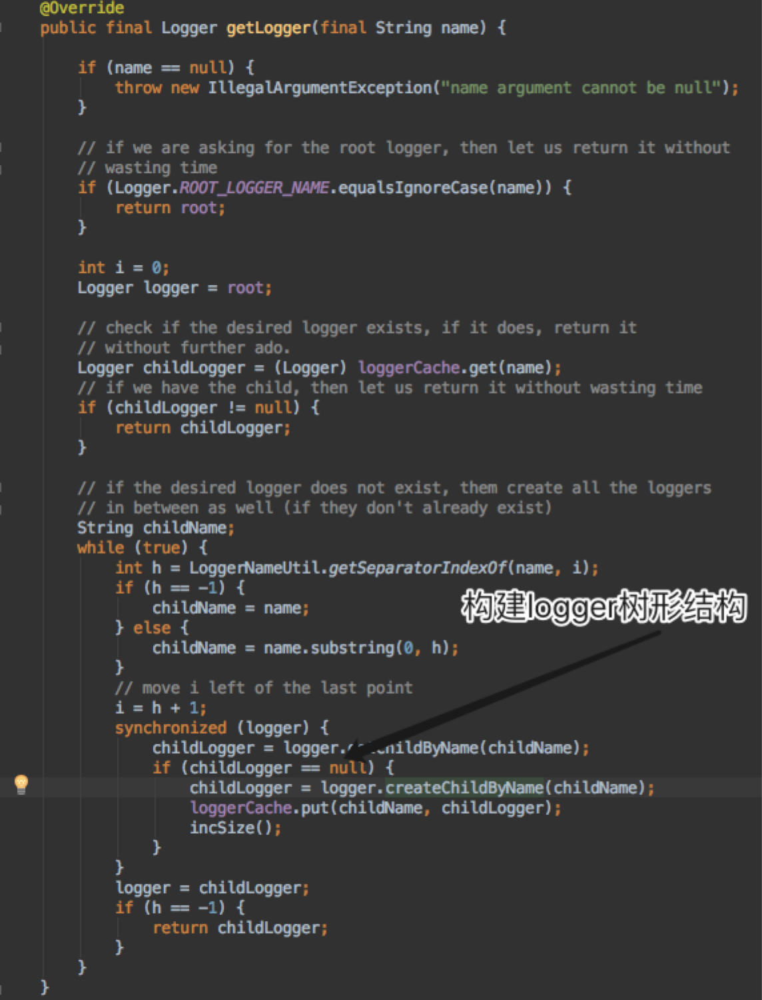 @Override
public final Logger getLogger(final String name) {
if (name == null) {
throw new IllegalArgumentException("name argument cannot be null");
}
// if we are asking for the root logger, then let us return it without
// wasting time
if (Logger.ROOT_LOGGER_NAME.equalsIgnoreCase(name)) {
return root;
}
int i = 0;
Logger logger = root;
// check if the desired logger exists, if it does, return it
// without further ado.
Logger childLogger = (Logger) loggerCache.get(name);
// if we have the child, then let us return it without wasting time
if (childLogger != null) {
return childLogger;
}
// if the desired logger does not exist, them create all the loggers
// in between as well (if they don't already exist)
String childName;
while (true) {
int h = LoggerNameUtil.getSeparatorIndexOf(name, i);
if (h == -1) {
childName = name;
} else {
childName = name.substring(0, h);
}
构建logger树形结构
// move i left of the last point
i = h + 1;
synchronized (logger) {
childLogger = logger.getChildByName(childName);
if (childLogger == null) {
childLogger = logger.createChildByName(childName);
loggerCache.put(childName, childLogger);
incSize();
}
}
logger = childLogger;
if (h == -1) {
return childLogger;
}
}
}